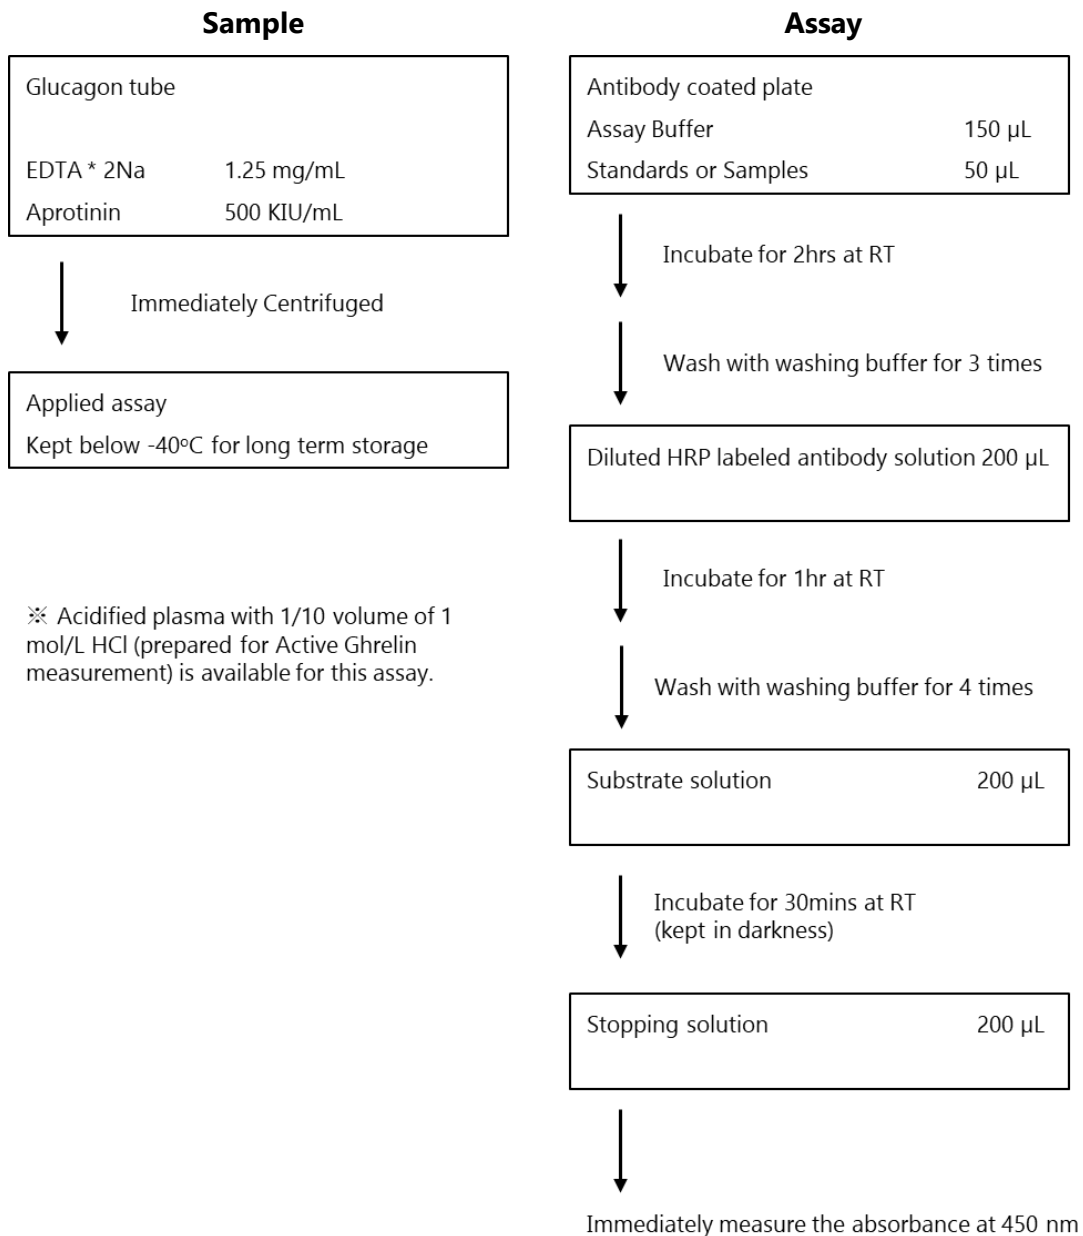 Sample
Glucagon tube
EDTA * 2Na 1.25 mg/mL
Aprotinin 500 KIU/mL
Immediately Centrifuged
Applied assay
Kept below -40°C for long term storage
※ Acidified plasma with 1/10 volume of 1
mol/L HCl (prepared for Active Ghrelin
measurement) is available for this assay.
Assay
Antibody coated plate
Assay Buffer 150 µL
Standards or Samples 50 µL
Incubate for 2hrs at RT
Wash with washing buffer for 3 times
Diluted HRP labeled antibody solution 200 µL
Incubate for 1hr at RT
Wash with washing buffer for 4 times
Substrate solution 200 µL
Incubate for 30mins at RT
(kept in darkness)
Stopping solution 200 µL
Immediately measure the absorbance at 450 nm